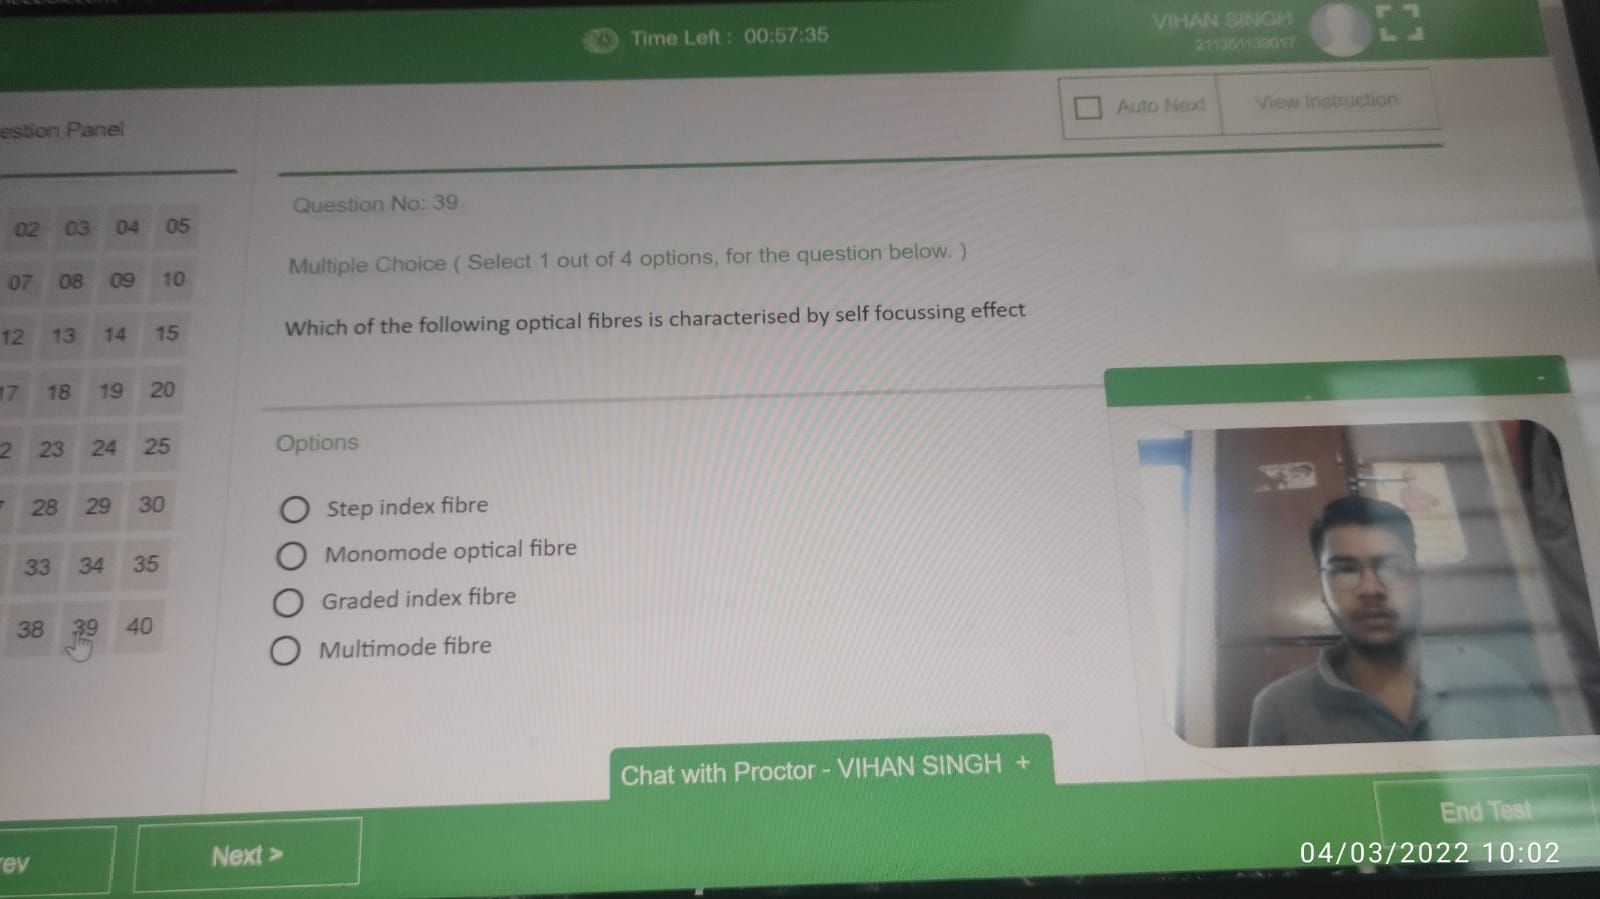 Time Left : 00:57:35
VIHAN SINGH
Auto Next
View Instruction
estion Panel
Question No: 39
02 03 04 05
Multiple Choice ( Select 1 out of 4 options, for the question below. )
07 08 09 10
Which of the following optical fibres is characterised by self focussing effect
12 13 14 15
17 18 19 20
Options
2 23 24 25
28 29 30
Step index fibre
Monomode optical fibre
33 34 35
Graded index fibre
38 39 40
Multimode fibre
Chat with Proctor - VIHAN SINGH +
End Test
rev
Next >
04/03/2022 10:02